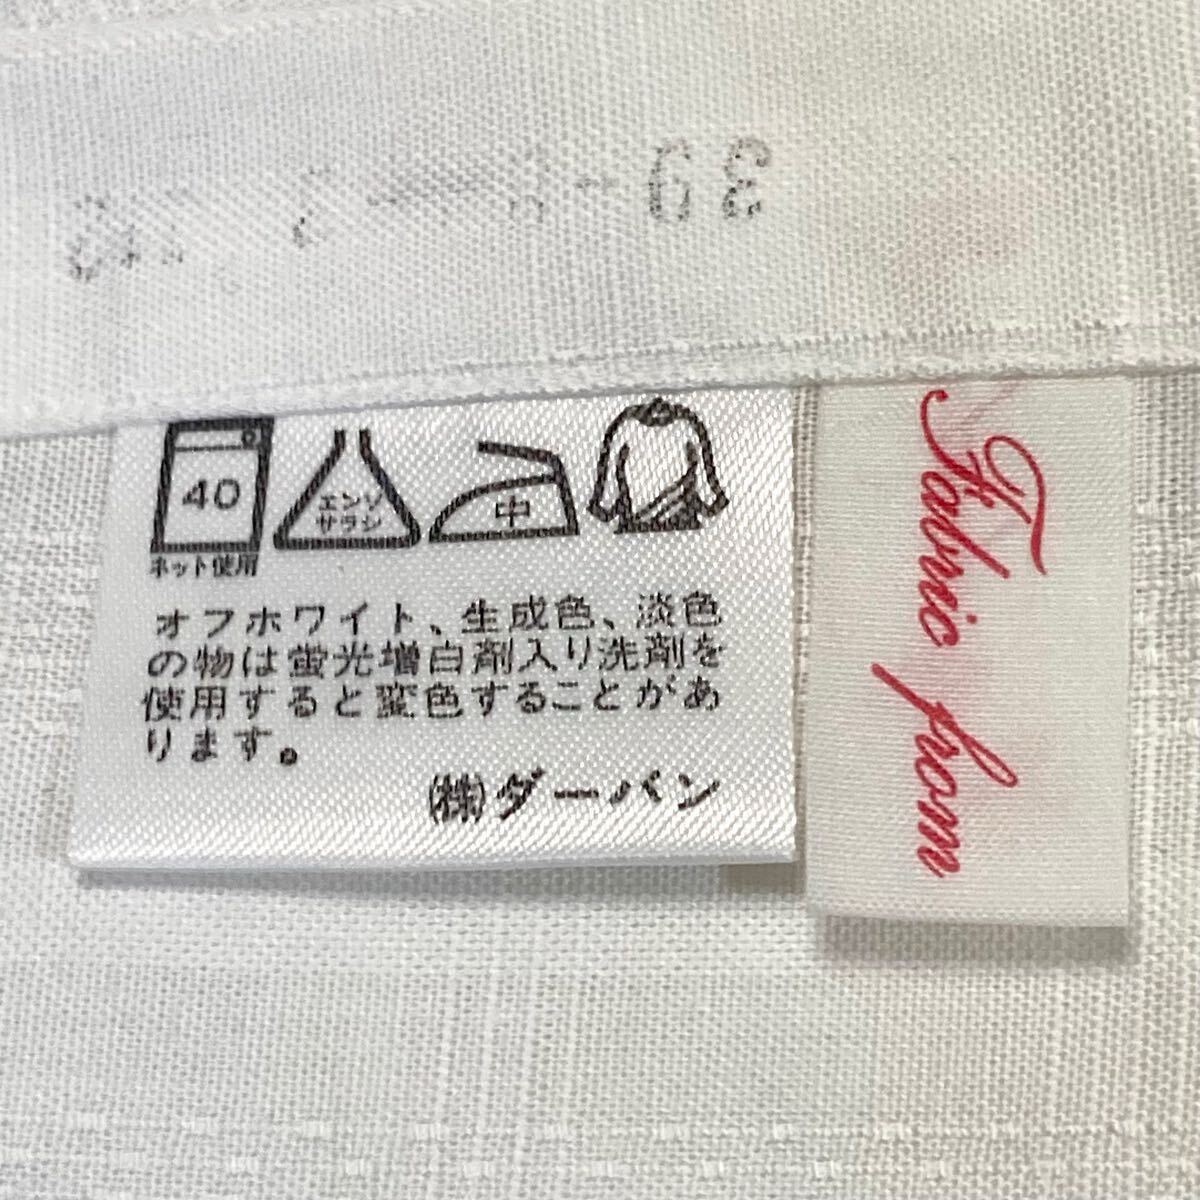 39
40
ネット使用
エンソ
サラシ
中
オフホワイト、生成色、淡色
の物は蛍光増白剤入り洗剤を
使用すると変色することがあ
ります。
㈱ダーバン
Fabric from